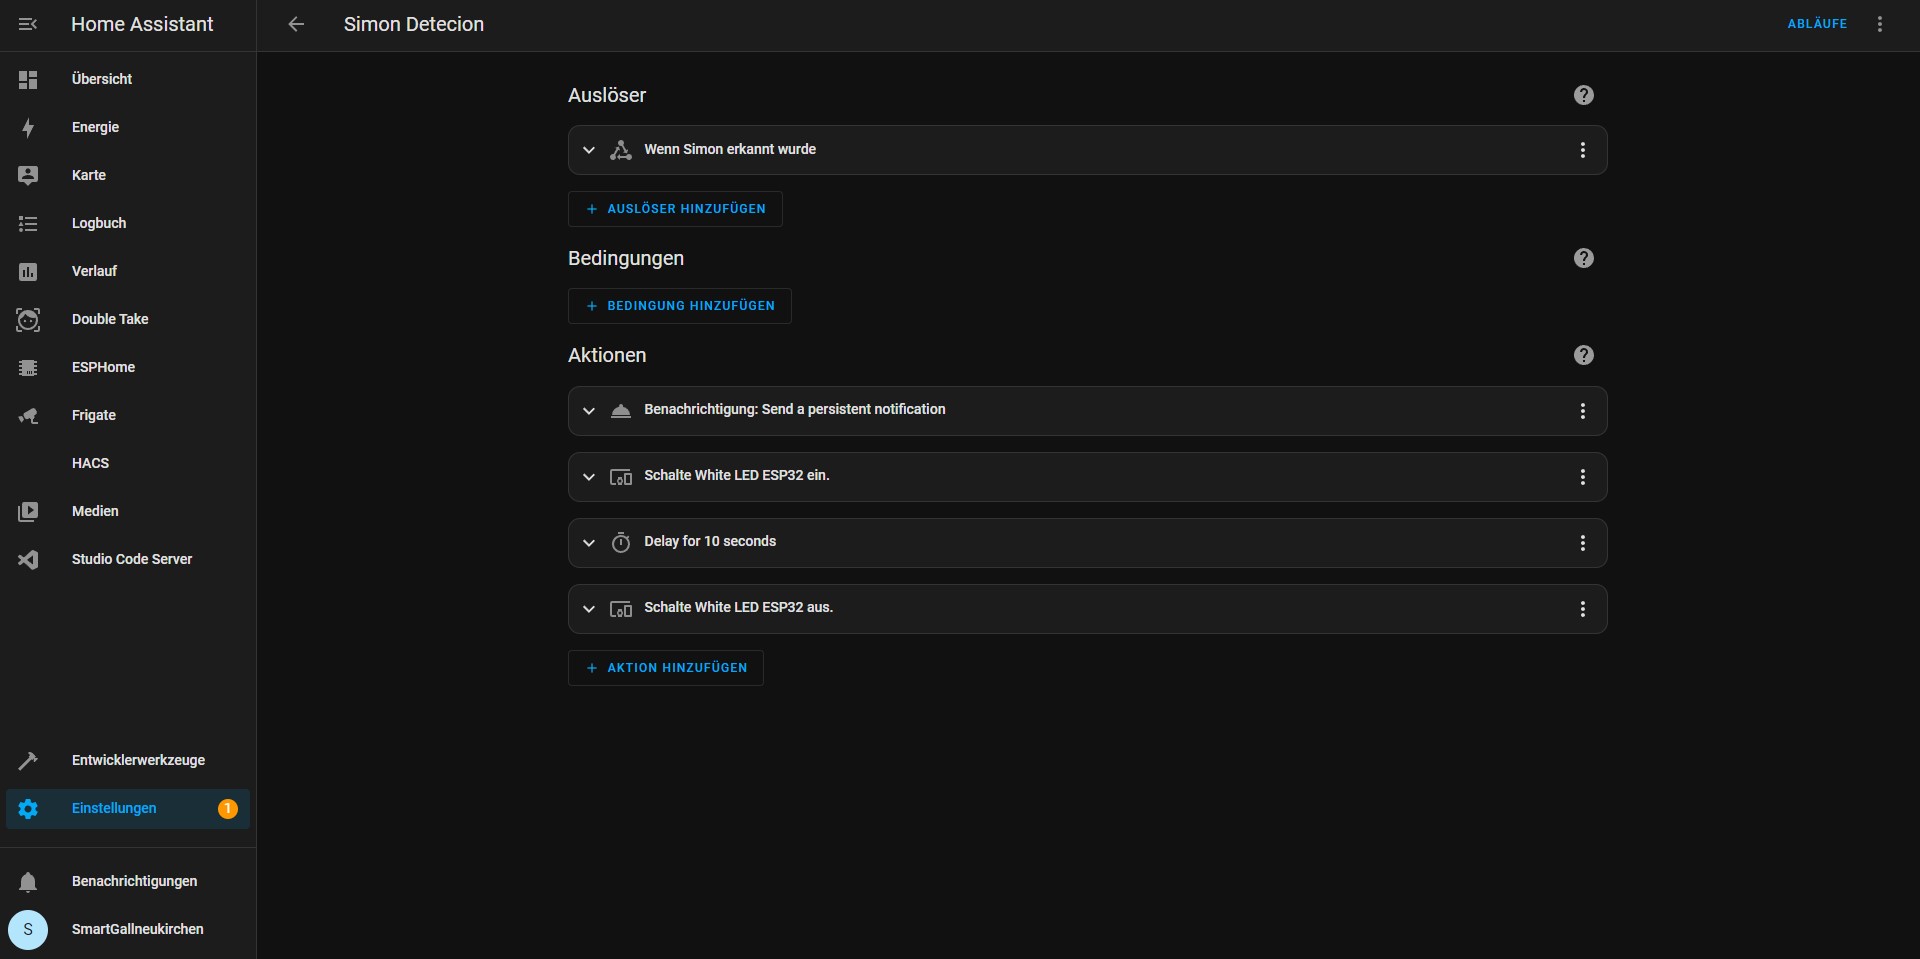 Home Assistant
Simon Detecion
ABLÄUFE
Übersicht
Energie
Karte
Logbuch
Verlauf
Double Take
ESPHome
Frigate
HACS
Medien
Studio Code Server
Entwicklerwerkzeuge
Einstellungen
1
Benachrichtigungen
S
SmartGallneukirchen
Auslöser
Wenn Simon erkannt wurde
+ AUSLÖSER HINZUFÜGEN
Bedingungen
+ BEDINGUNG HINZUFÜGEN
Aktionen
Benachrichtigung: Send a persistent notification
Schalte White LED ESP32 ein.
Delay for 10 seconds
Schalte White LED ESP32 aus.
+ AKTION HINZUFÜGEN